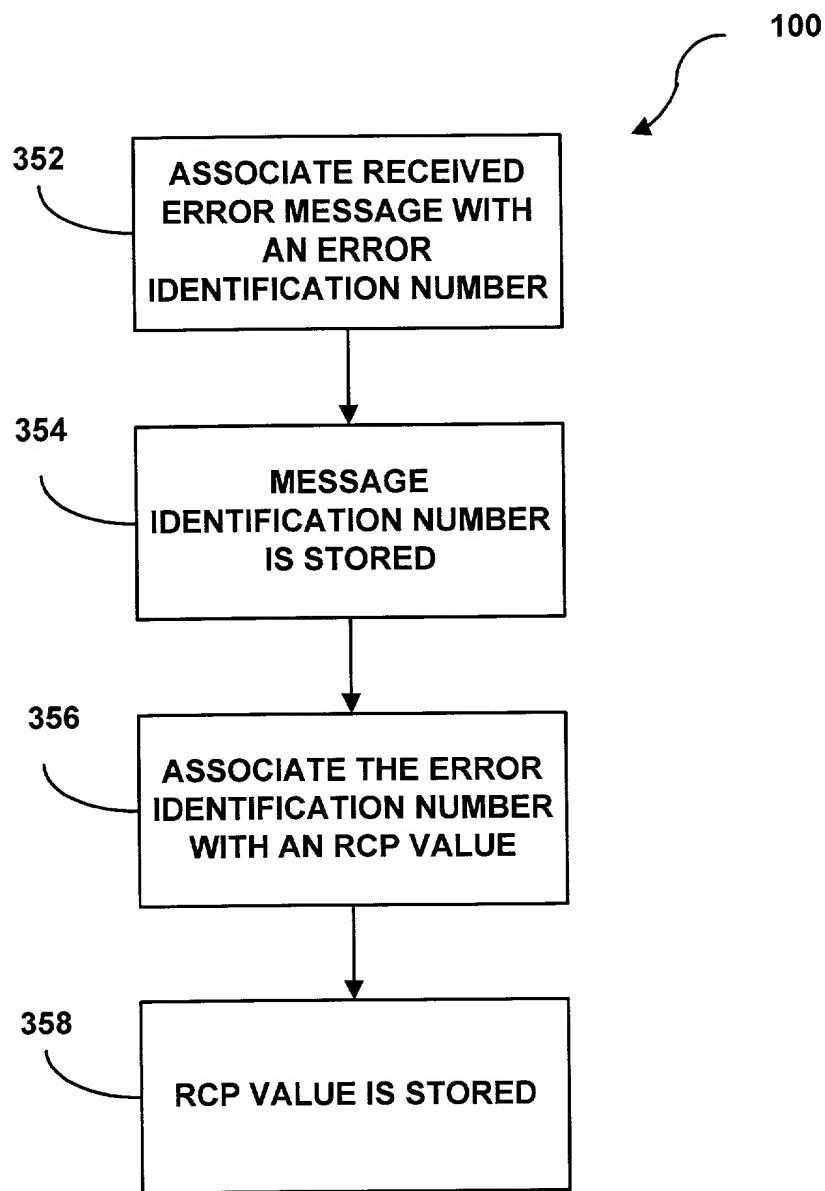 100
352
ASSOCIATE RECEIVED
ERROR MESSAGE WITH
AN ERROR
IDENTIFICATION NUMBER
354
MESSAGE
IDENTIFICATION NUMBER
IS STORED
356
ASSOCIATE THE ERROR
IDENTIFICATION NUMBER
WITH AN RCP VALUE
358
RCP VALUE IS STORED